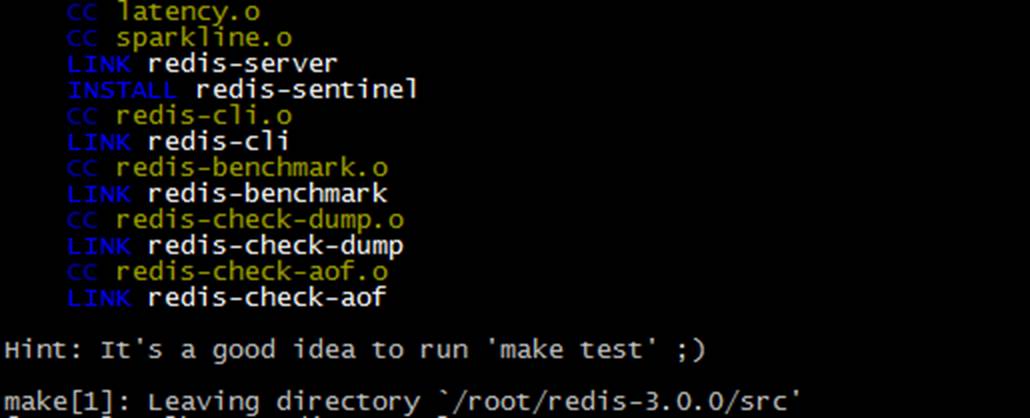 CC latency.o
CC sparkline.o
LINK redis-server
INSTALL redis-sentinel
CC redis-cli.o
LINK redis-cli
CC redis-benchmark.o
LINK redis-benchmark
CC redis-check-dump.o
LINK redis-check-dump
CC redis-check-aof.o
LINK redis-check-aof
Hint: It's a good idea to run 'make test' ;)
make[1]: Leaving directory `/root/redis-3.0.0/src'